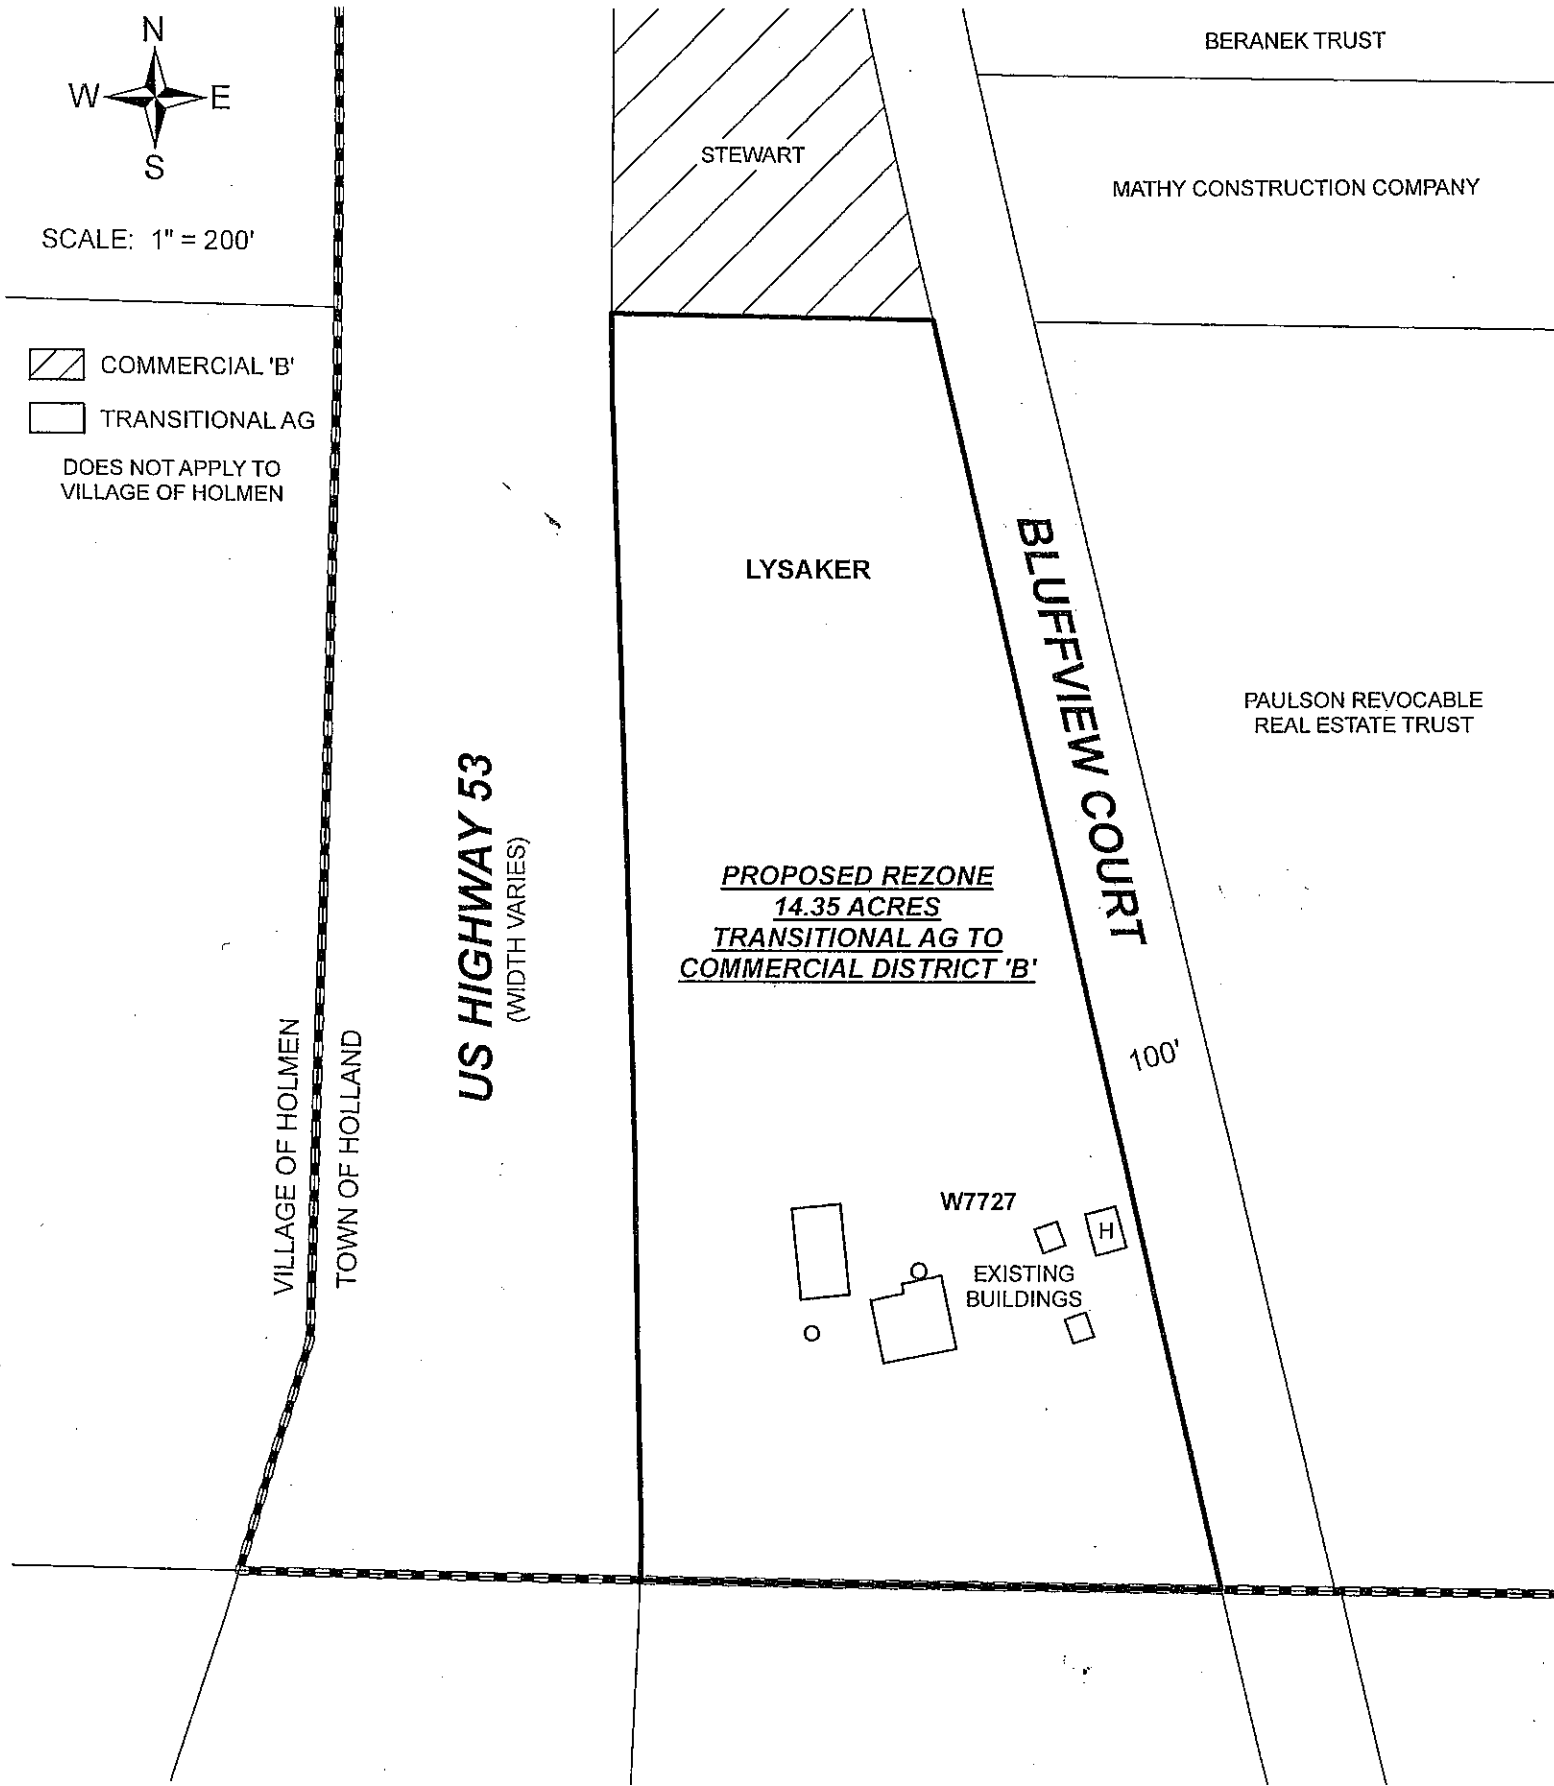 N
W E
S
SCALE: 1" = 200'
COMMERCIAL 'B'
TRANSITIONAL AG
DOES NOT APPLY TO
VILLAGE OF HOLMEN
BERANEK TRUST
STEWART
MATHY CONSTRUCTION COMPANY
LYSAKER
BLUFFVIEW COURT
100'
PAULSON REVOCABLE
REAL ESTATE TRUST
US HIGHWAY 53
(WIDTH VARIES)
PROPOSED REZONE
14.35 ACRES
TRANSITIONAL AG TO
COMMERCIAL DISTRICT 'B'
VILLAGE OF HOLMEN
TOWN OF HOLLAND
W7727
H
EXISTING
BUILDINGS